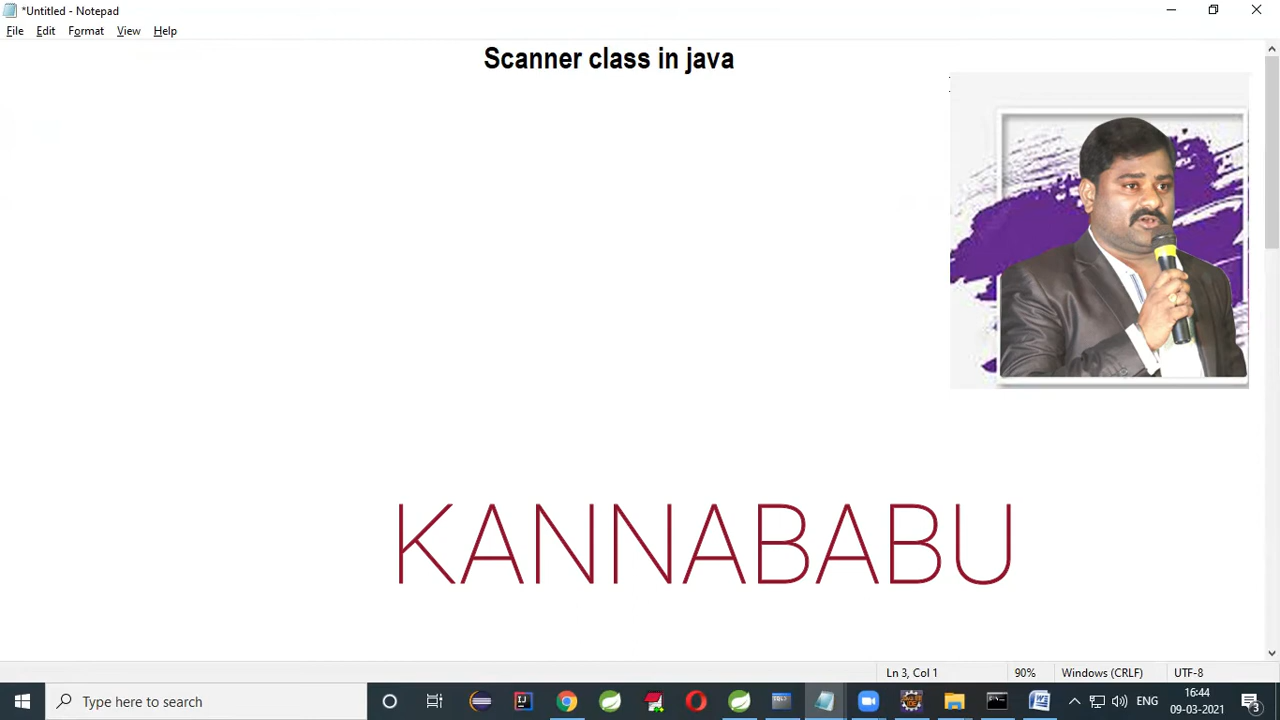 *Untitled - Notepad
File Edit Format View Help
Scanner class in java
KANNABABU
Ln 3, Col 1 90% Windows (CRLF) UTF-8
Type here to search
ENG
16:44
09-03-2021
3